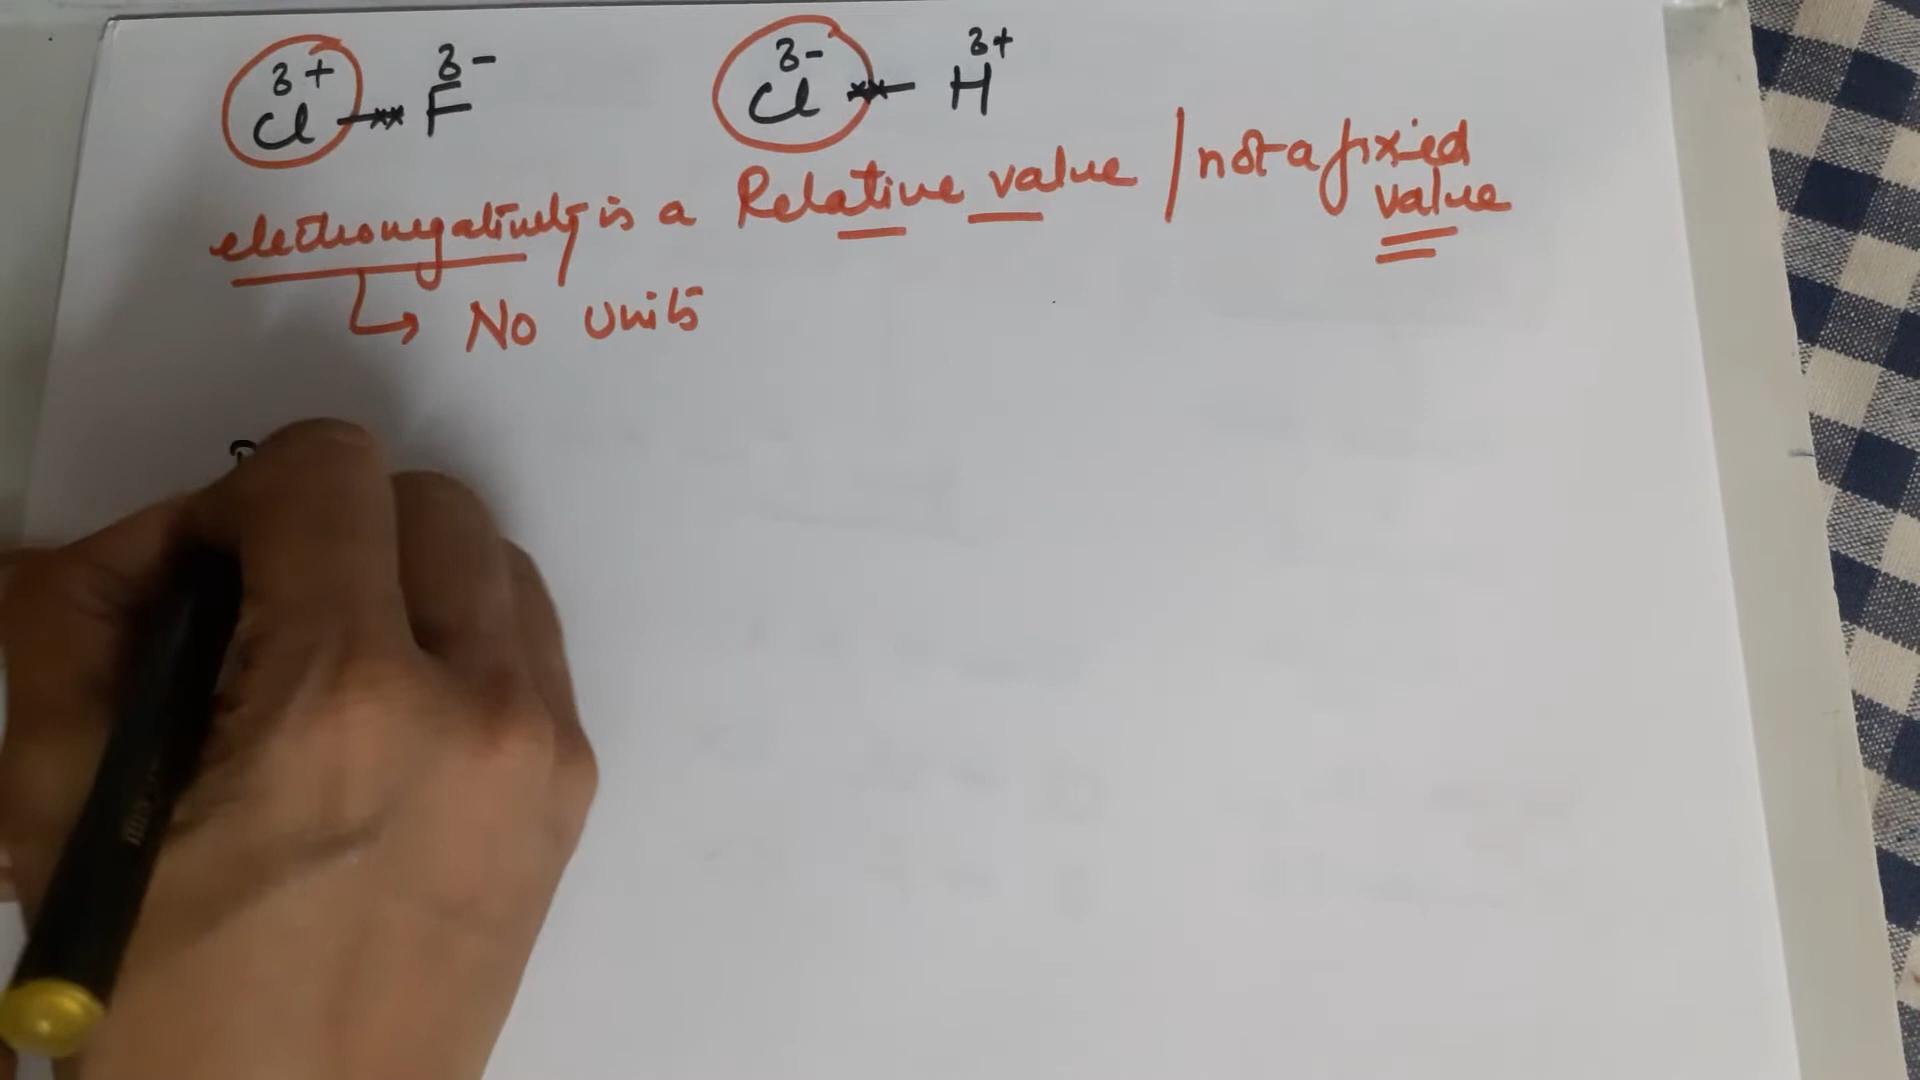 δ+ δ- δ- δ+
Cl F Cl H
electronegativity is a Relative value / not a fixed
value
No Units